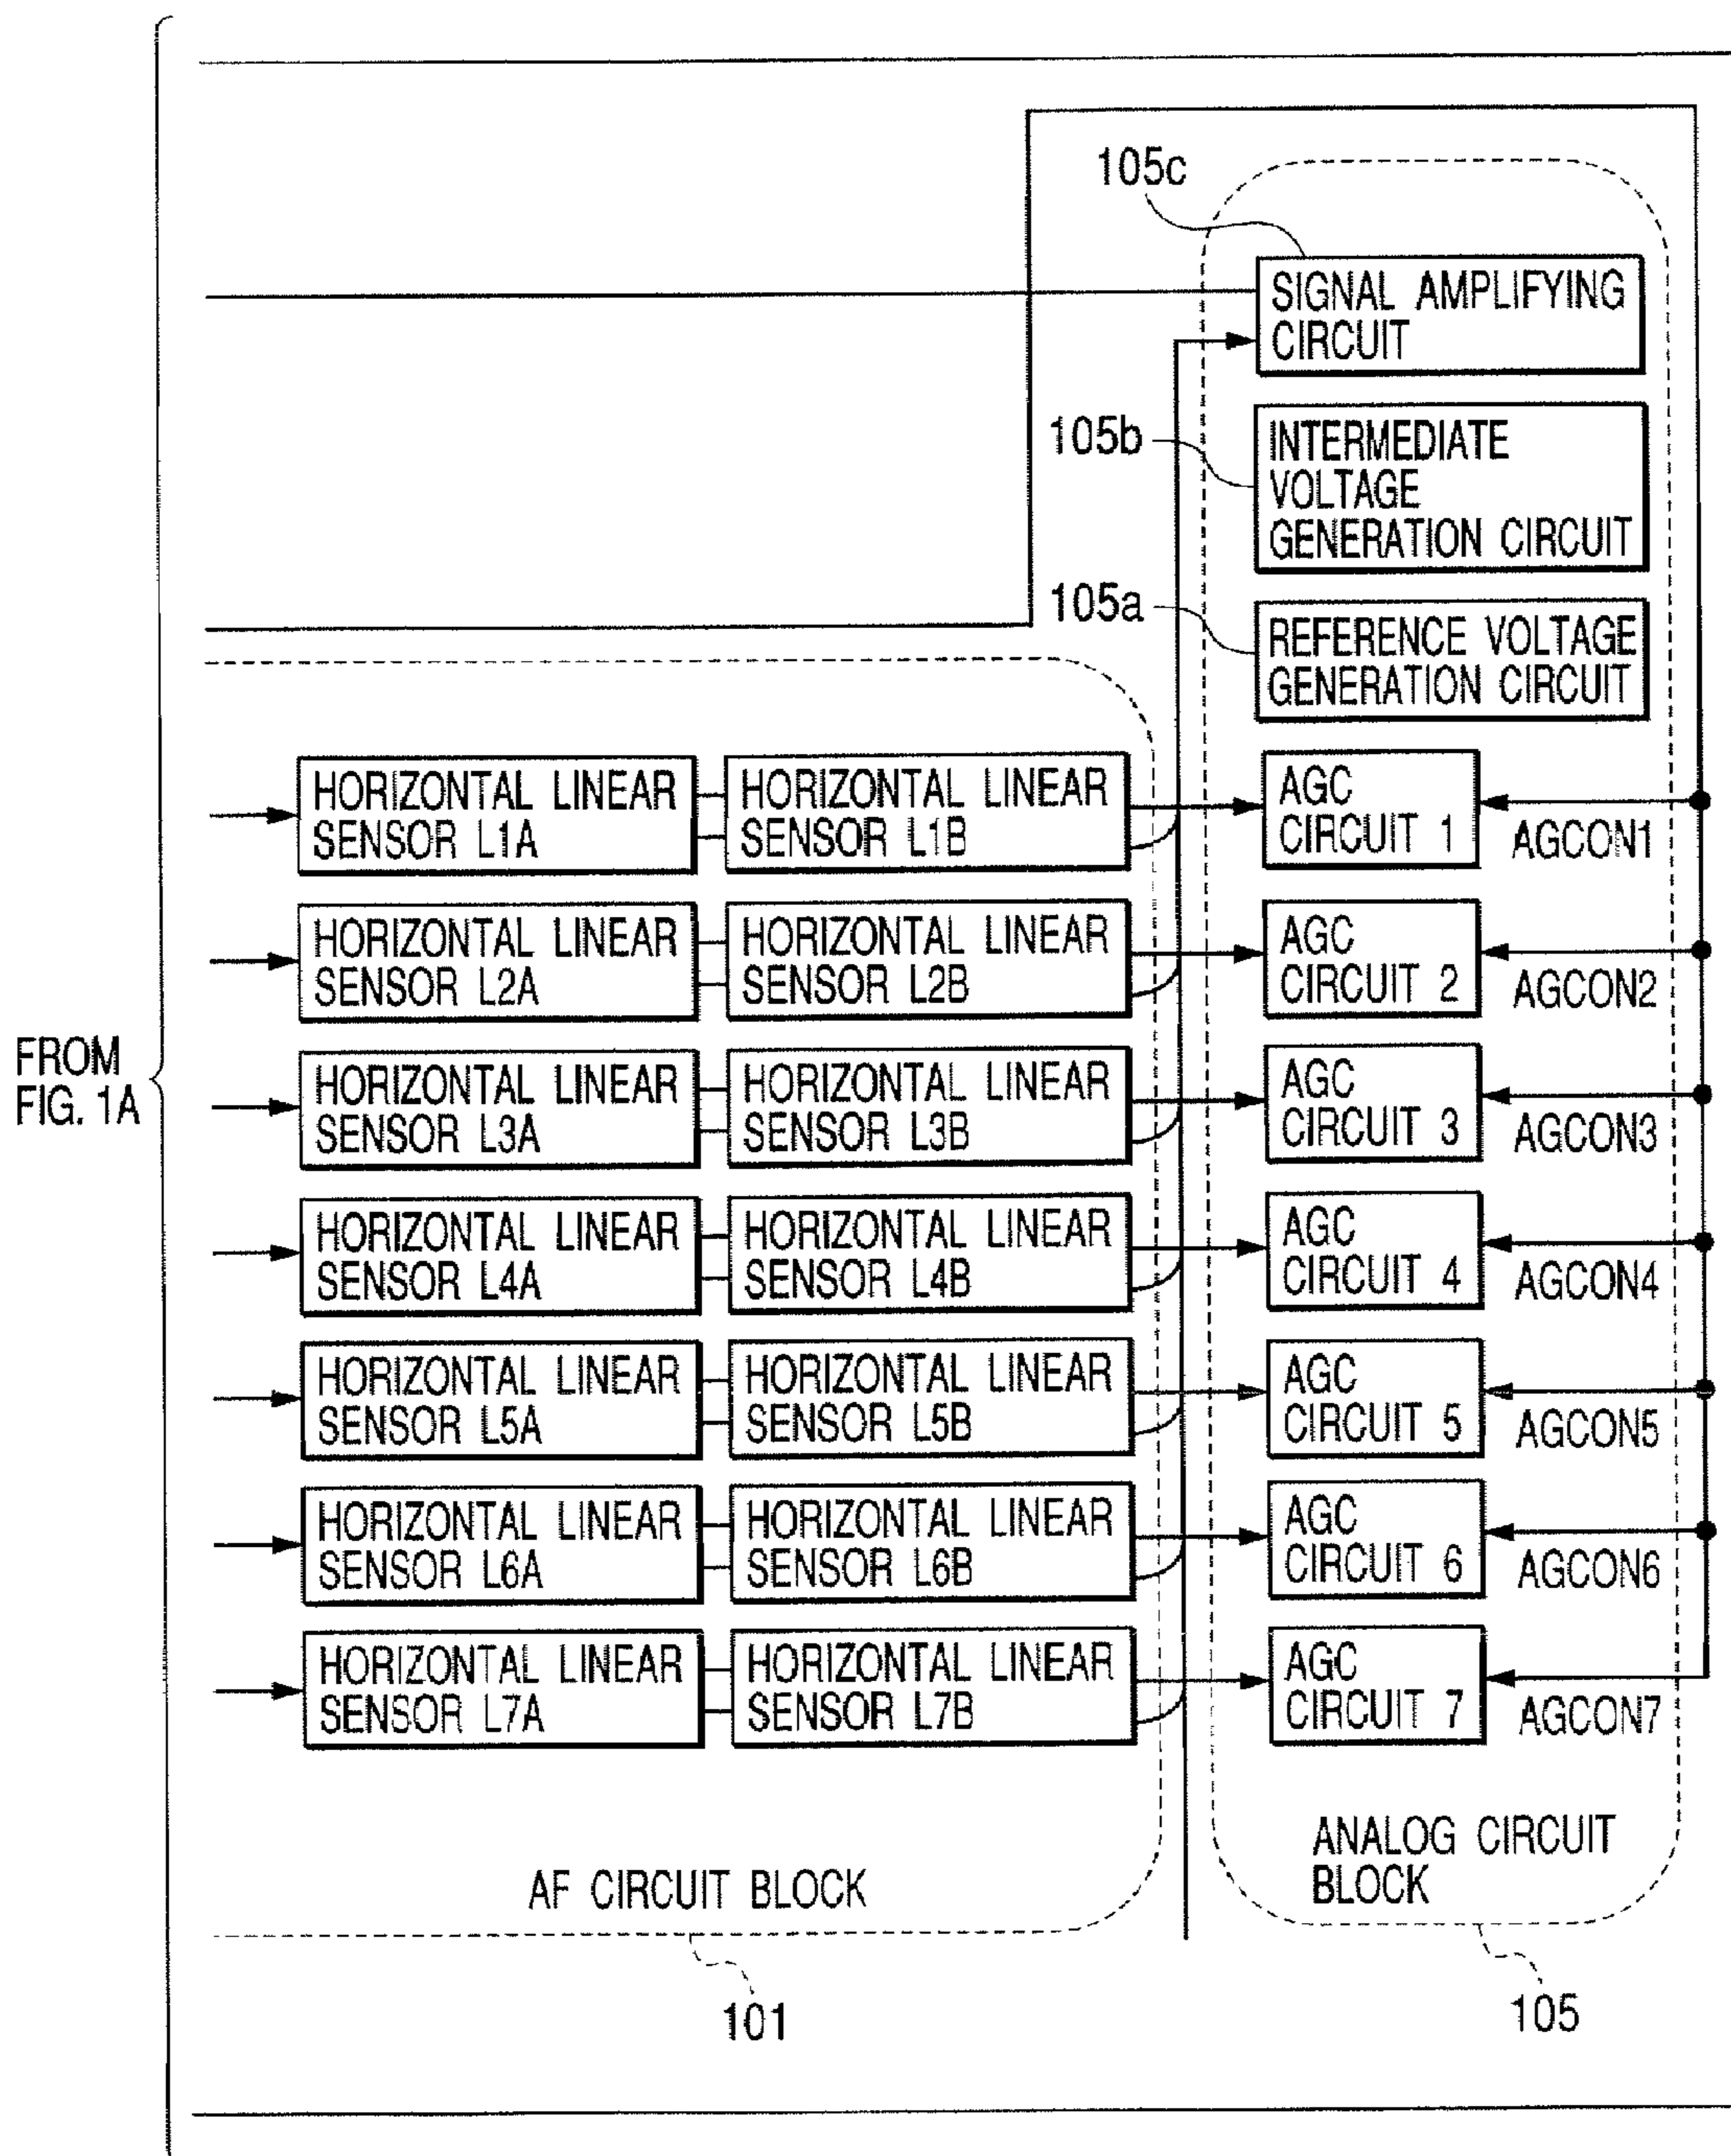 105c
SIGNAL AMPLIFYING
CIRCUIT
105b
INTERMEDIATE
VOLTAGE
GENERATION CIRCUIT
105a
REFERENCE VOLTAGE
GENERATION CIRCUIT
HORIZONTAL LINEAR
SENSOR L1A
HORIZONTAL LINEAR
SENSOR L1B
AGC
CIRCUIT 1
AGCON1
HORIZONTAL LINEAR
SENSOR L2A
HORIZONTAL LINEAR
SENSOR L2B
AGC
CIRCUIT 2
AGCON2
FROM
FIG. 1A
HORIZONTAL LINEAR
SENSOR L3A
HORIZONTAL LINEAR
SENSOR L3B
AGC
CIRCUIT 3
AGCON3
HORIZONTAL LINEAR
SENSOR L4A
HORIZONTAL LINEAR
SENSOR L4B
AGC
CIRCUIT 4
AGCON4
HORIZONTAL LINEAR
SENSOR L5A
HORIZONTAL LINEAR
SENSOR L5B
AGC
CIRCUIT 5
AGCON5
HORIZONTAL LINEAR
SENSOR L6A
HORIZONTAL LINEAR
SENSOR L6B
AGC
CIRCUIT 6
AGCON6
HORIZONTAL LINEAR
SENSOR L7A
HORIZONTAL LINEAR
SENSOR L7B
AGC
CIRCUIT 7
AGCON7
AF CIRCUIT BLOCK
ANALOG CIRCUIT
BLOCK
101
105